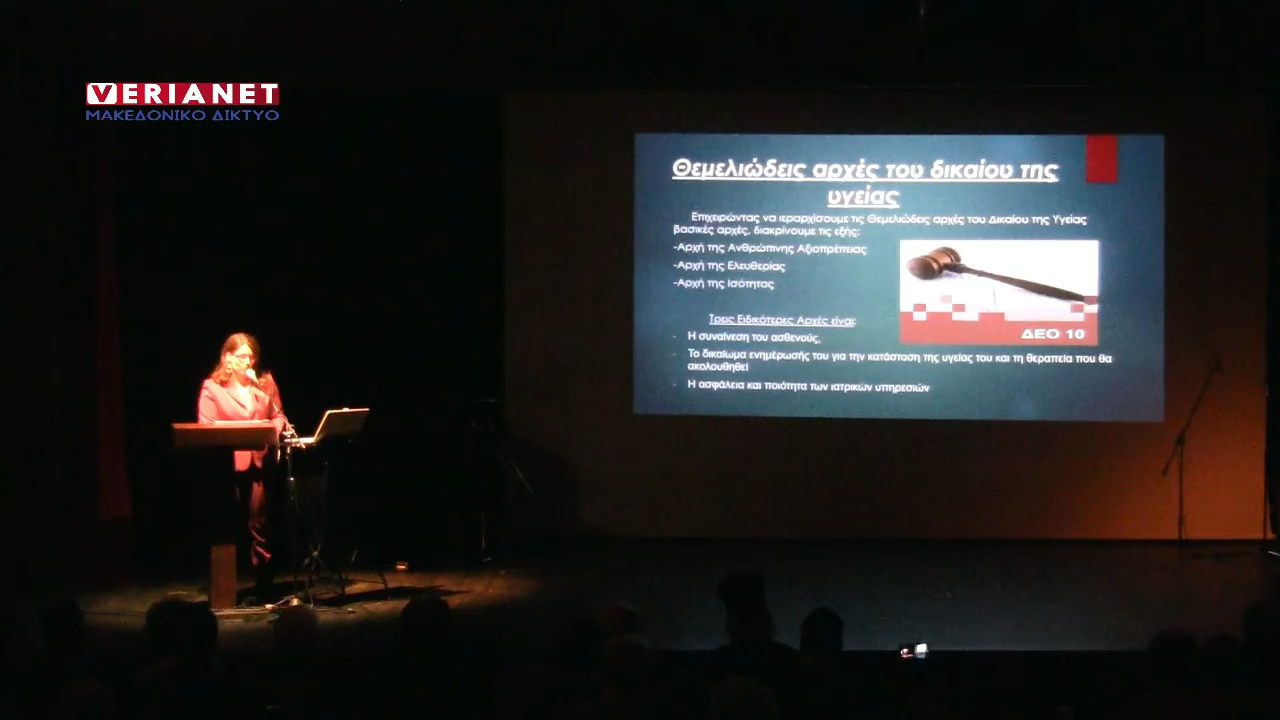 VERIANET
ΜΑΚΕΔΟΝΙΚΟ ΔΙΚΤΥΟ
Θεμελιώδεις αρχές του δικαίου της
υγείας
Επιχειρώντας να ιεραρχίσουμε τις Θεμελιώδεις αρχές του Δικαίου της Υγείας
βασικές αρχές, διακρίνουμε τις εξής:
-Αρχή της Ανθρώπινης Αξιοπρέπειας
-Αρχή της Ελευθερίας
-Αρχή της Ισότητας
ΔΕΟ 10
Τρεις Ειδικότερες Αρχές είναι:
- Η συναίνεση του ασθενούς,
- Το δικαίωμα ενημέρωσής του για την κατάσταση της υγείας του και τη θεραπεία που θα
ακολουθηθεί
- Η ασφάλεια και ποιότητα των ιατρικών υπηρεσιών